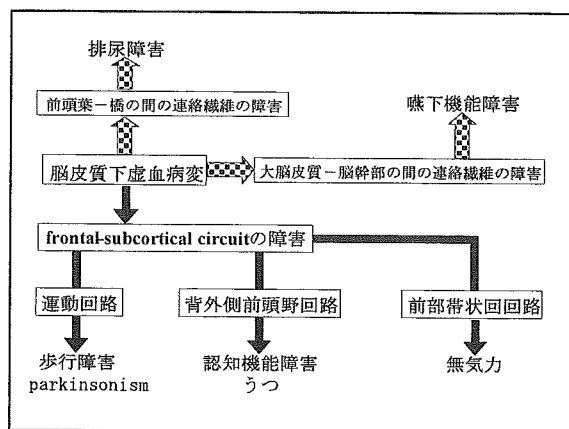 排尿障害
前頭葉－橋の間の連絡繊維の障害
嚥下機能障害
脳皮質下虚血病変
大脳皮質－脳幹部の間の連絡繊維の障害
frontal-subcortical circuitの障害
運動回路
背外側前頭野回路
前部帯状回回路
歩行障害
parkinsonism
認知機能障害
うつ
無気力